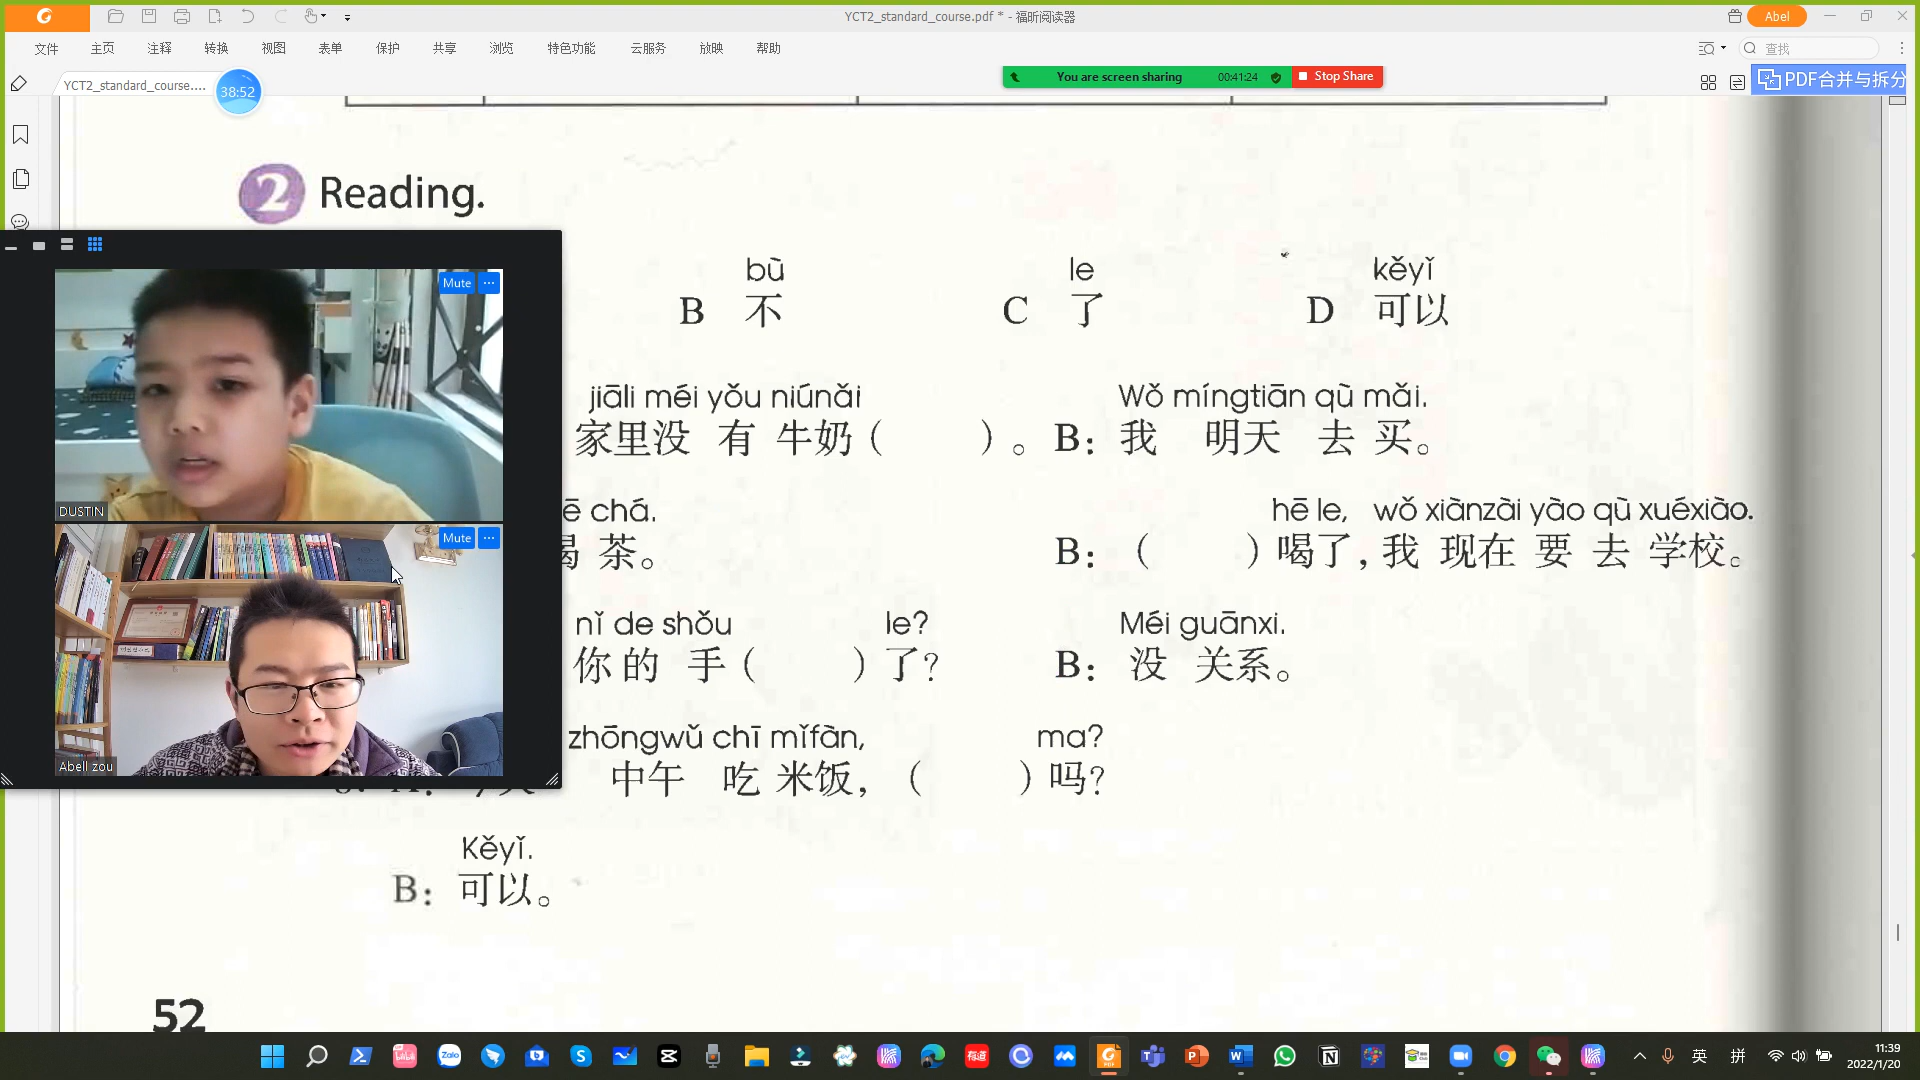 YCT2_standard_course.pdf * - 福昕阅读器
Abel
文件 主页 注释 转换 视图 表单 保护 共享 浏览 特色功能 云服务 放映 帮助
查找
You are screen sharing 00:41:24 Stop Share
YCT2_standard_course....
38:52
PDF合并与拆分
2 Reading.
bù le kěyǐ
B 不 C 了 D 可以
jiāli méi yǒu niúnǎi Wǒ míngtiān qù mǎi.
家里没 有 牛奶( )。 B: 我 明天 去 买。
ē chá. hē le, wǒ xiànzài yào qù xuéxiào.
喝 茶。 B: ( )喝了, 我 现在 要 去 学校。
nǐ de shǒu le? Méi guānxi.
你 的 手( )了? B: 没 关系。
zhōngwǔ chī mǐfàn, ma?
中午 吃 米饭, ( )吗?
Kěyǐ.
B: 可以。
52
Mute ...
DUSTIN
Mute ...
Abell zou
Zalo
有道
英 拼
11:39
2022/1/20